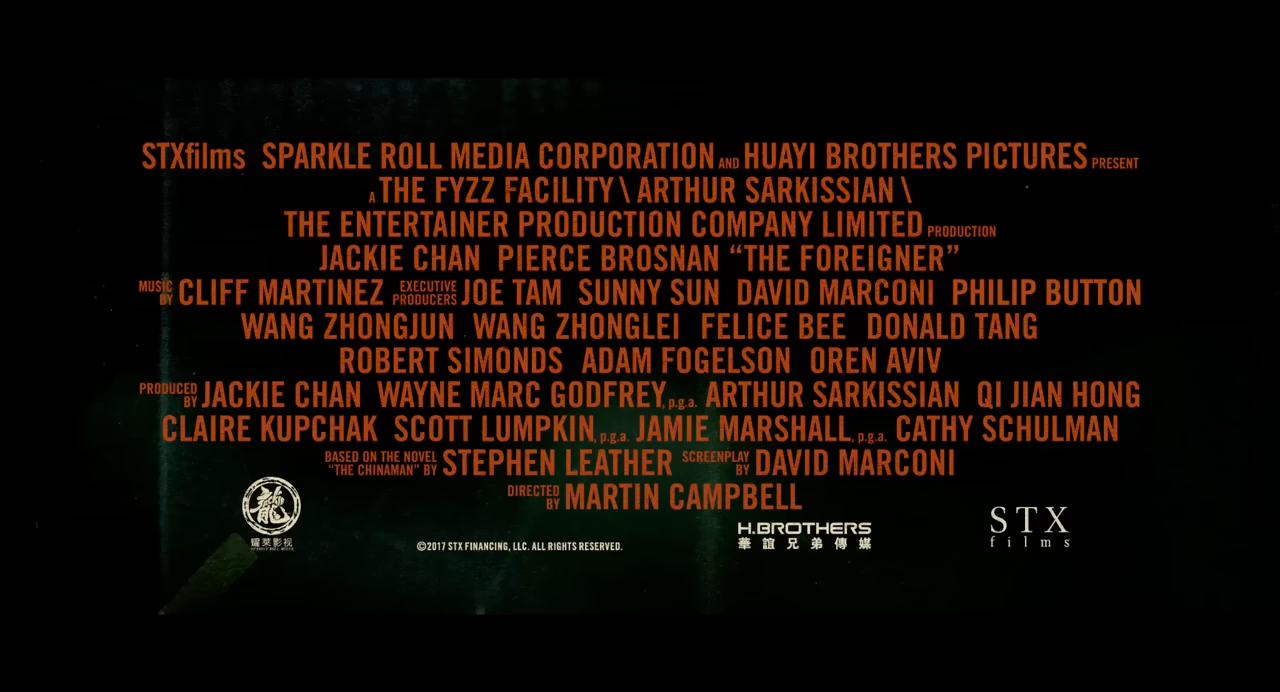 STXfilms SPARKLE ROLL MEDIA CORPORATION AND HUAYI BROTHERS PICTURES PRESENT
A THE FYZZ FACILITY \ ARTHUR SARKISSIAN \
THE ENTERTAINER PRODUCTION COMPANY LIMITED PRODUCTION
JACKIE CHAN PIERCE BROSNAN “THE FOREIGNER”
MUSIC BY CLIFF MARTINEZ EXECUTIVE PRODUCERS JOE TAM SUNNY SUN DAVID MARCONI PHILIP BUTTON
WANG ZHONGJUN WANG ZHONGLEI FELICE BEE DONALD TANG
ROBERT SIMONDS ADAM FOGELSON OREN AVIV
PRODUCED BY JACKIE CHAN WAYNE MARC GODFREY, p.g.a. ARTHUR SARKISSIAN QI JIAN HONG
CLAIRE KUPCHAK SCOTT LUMPKIN, p.g.a. JAMIE MARSHALL, p.g.a. CATHY SCHULMAN
BASED ON THE NOVEL “THE CHINAMAN” BY STEPHEN LEATHER SCREENPLAY BY DAVID MARCONI
DIRECTED BY MARTIN CAMPBELL
龍
耀莱影视
SPARKLE ROLL MEDIA
©2017 STX FINANCING, LLC. ALL RIGHTS RESERVED.
H.BROTHERS
華誼兄弟傳媒
STX
films